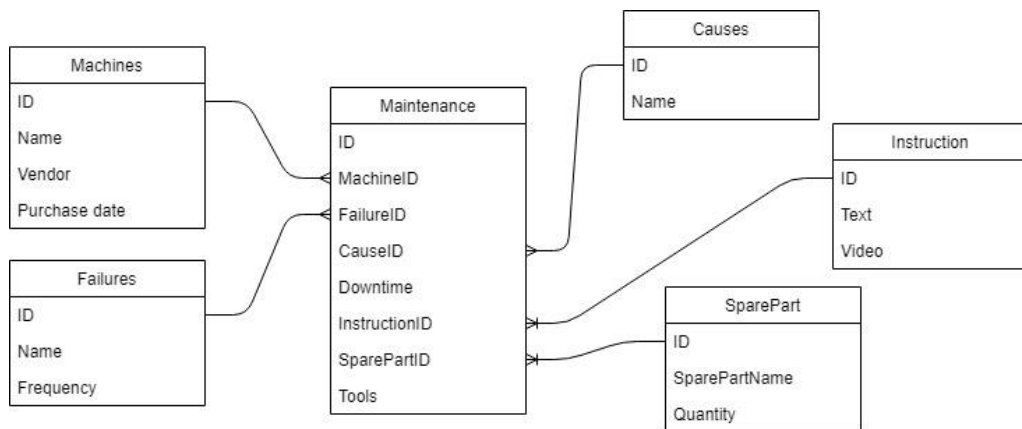 Machines
ID
Name
Vendor
Purchase date
Failures
ID
Name
Frequency
Maintenance
ID
MachineID
FailureID
CauseID
Downtime
InstructionID
SparePartID
Tools
Causes
ID
Name
Instruction
ID
Text
Video
SparePart
ID
SparePartName
Quantity